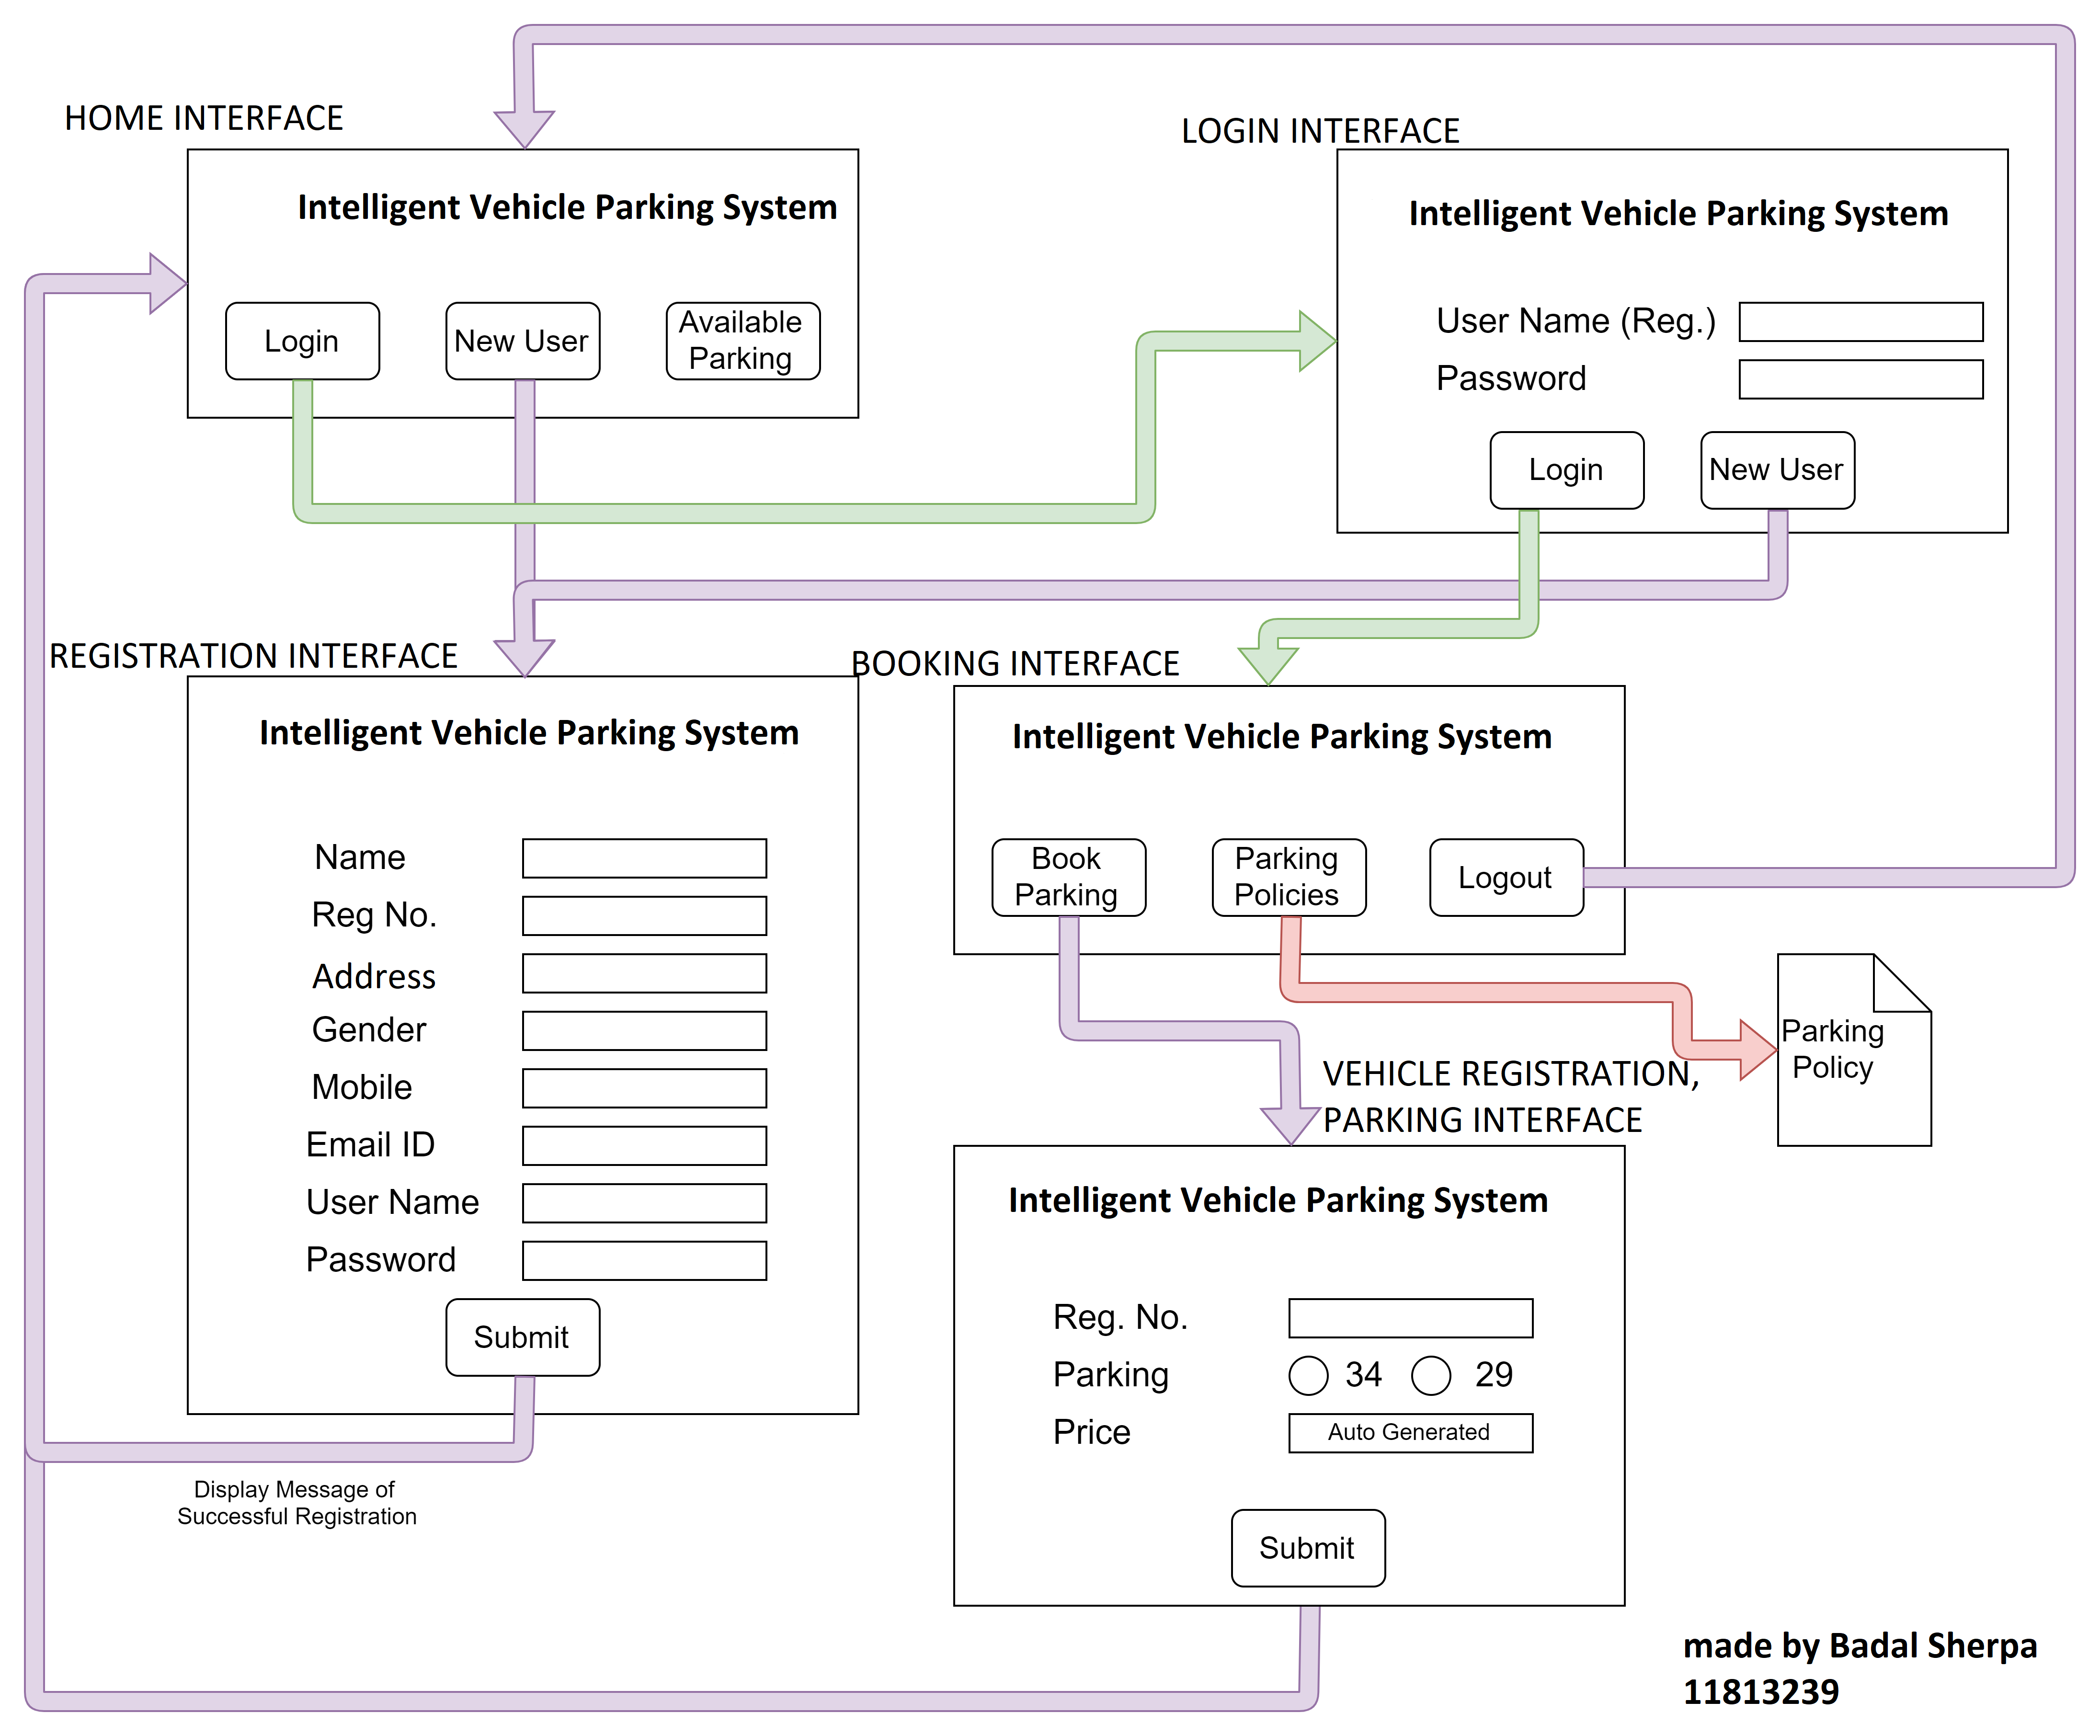 HOME INTERFACE
Intelligent Vehicle Parking System
Login
New User
Available
Parking
LOGIN INTERFACE
Intelligent Vehicle Parking System
User Name (Reg.)
Password
Login
New User
REGISTRATION INTERFACE
Intelligent Vehicle Parking System
Name
Reg No.
Address
Gender
Mobile
Email ID
User Name
Password
Submit
Display Message of
Successful Registration
BOOKING INTERFACE
Intelligent Vehicle Parking System
Book
Parking
Parking
Policies
Logout
Parking
Policy
VEHICLE REGISTRATION,
PARKING INTERFACE
Intelligent Vehicle Parking System
Reg. No.
Parking 34 29
Price Auto Generated
Submit
made by Badal Sherpa
11813239